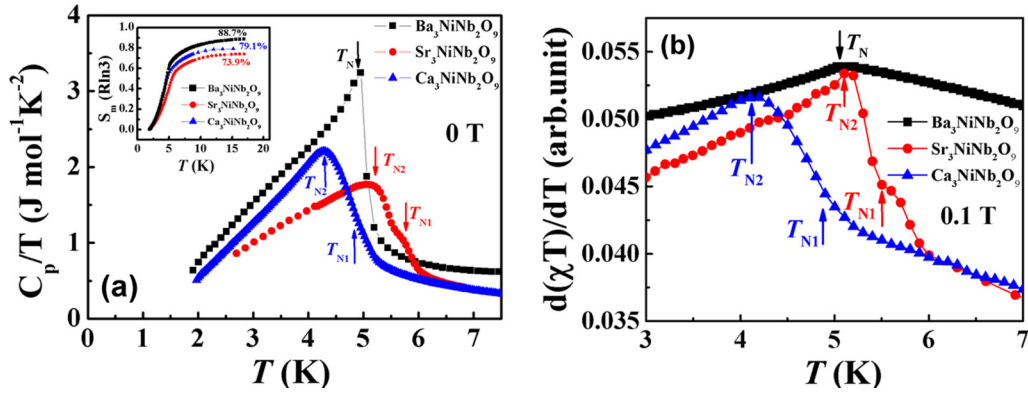 C_p/T (J mol⁻¹K⁻²)
4
3
2
1
0
0 1 2 3 4 5 6 7
T (K)
(a)
0 T
Ba₃NiNb₂O₉
Sr₃NiNb₂O₉
Ca₃NiNb₂O₉
T_N
T_N2
T_N1
T_N2
T_N1
S_m (Rln3)
1.0
0.8
0.6
0.4
0.2
0.0
0 5 10 15 20
T (K)
88.7%
79.1%
73.9%
Ba₃NiNb₂O₉
Sr₃NiNb₂O₉
Ca₃NiNb₂O₉
d(χT)/dT (arb.unit)
0.055
0.050
0.045
0.040
0.035
3 4 5 6 7
T (K)
(b)
T_N
T_N2
T_N2
T_N1
T_N1
Ba₃NiNb₂O₉
Sr₃NiNb₂O₉
Ca₃NiNb₂O₉
0.1 T